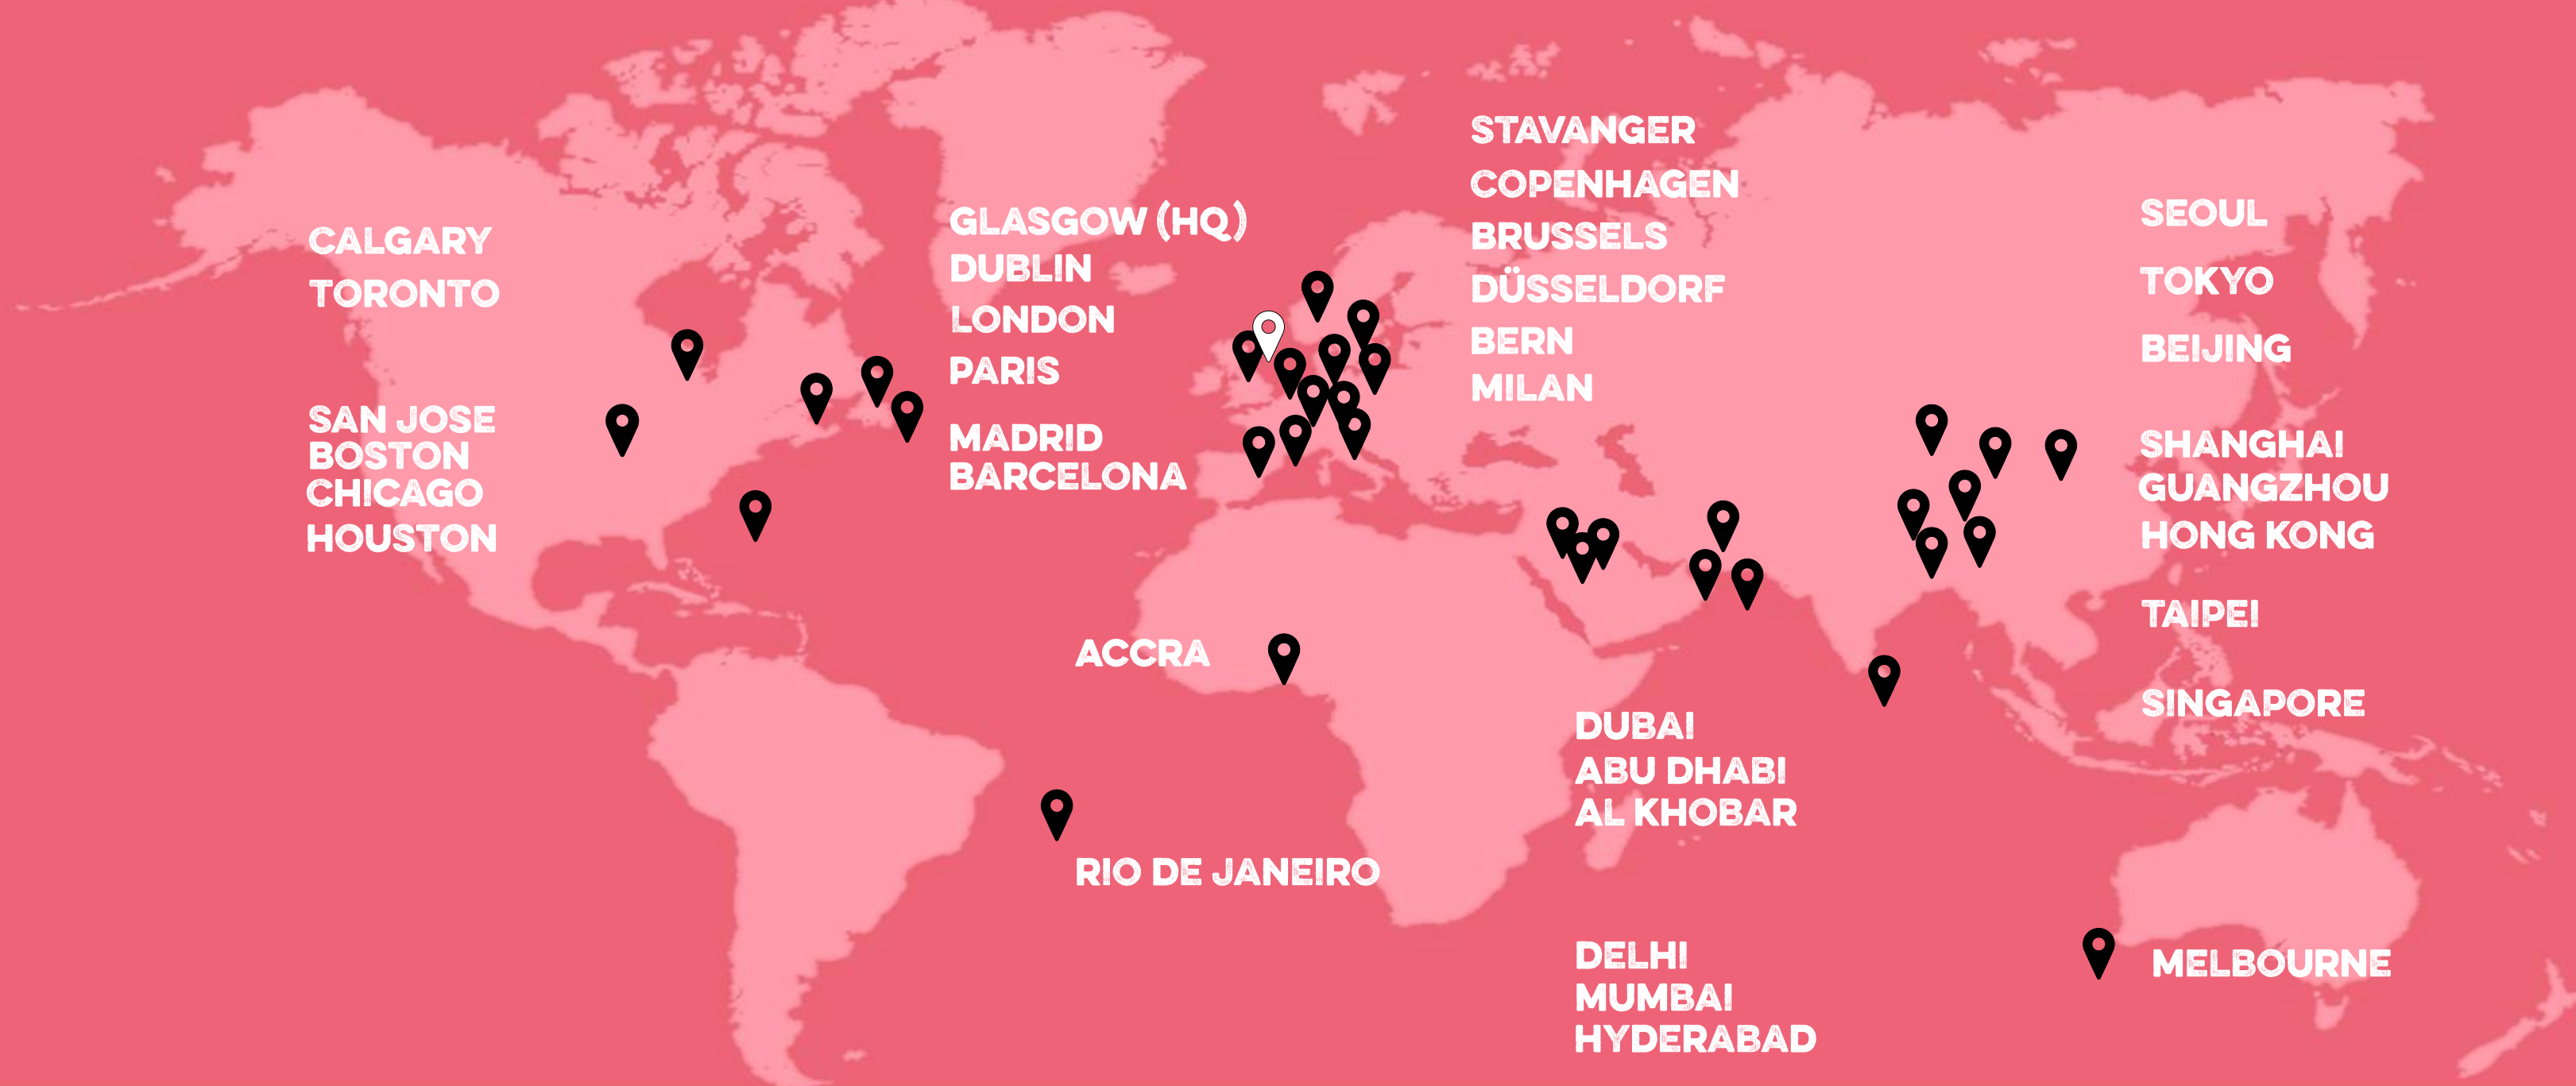 CALGARY
TORONTO
SAN JOSE
BOSTON
CHICAGO
HOUSTON
GLASGOW (HQ)
DUBLIN
LONDON
PARIS
MADRID
BARCELONA
ACCRA
RIO DE JANEIRO
STAVANGER
COPENHAGEN
BRUSSELS
DÜSSELDORF
BERN
MILAN
DUBAI
ABU DHABI
AL KHOBAR
DELHI
MUMBAI
HYDERABAD
SEOUL
TOKYO
BEIJING
SHANGHAI
GUANGZHOU
HONG KONG
TAIPEI
SINGAPORE
MELBOURNE